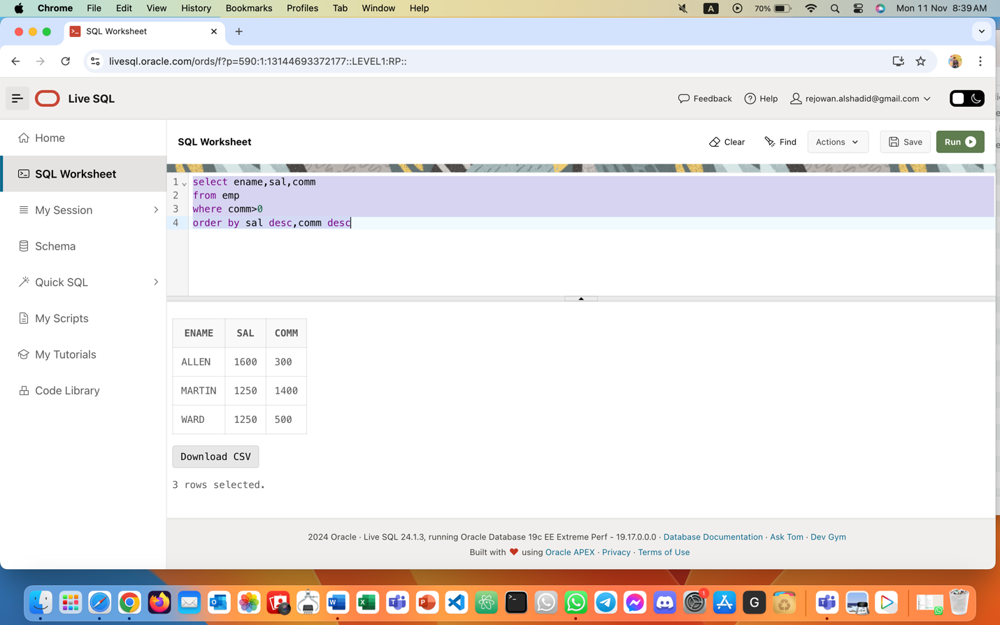 Chrome File Edit View History Bookmarks Profiles Tab Window Help A 70% Mon 11 Nov 8:39 AM
SQL Worksheet
livesql.oracle.com/ords/f?p=590:1:13144693372177::LEVEL1:RP::
Live SQL Feedback Help rejowan.alshadid@gmail.com
Home
SQL Worksheet
My Session
Schema
Quick SQL
My Scripts
My Tutorials
Code Library
SQL Worksheet Clear Find Actions Save Run
1 select ename,sal,comm
2 from emp
3 where comm>0
4 order by sal desc,comm desc
ENAME SAL COMM
ALLEN 1600 300
MARTIN 1250 1400
WARD 1250 500
Download CSV
3 rows selected.
2024 Oracle · Live SQL 24.1.3, running Oracle Database 19c EE Extreme Perf - 19.17.0.0.0 · Database Documentation · Ask Tom · Dev Gym
Built with ❤ using Oracle APEX · Privacy · Terms of Use
1